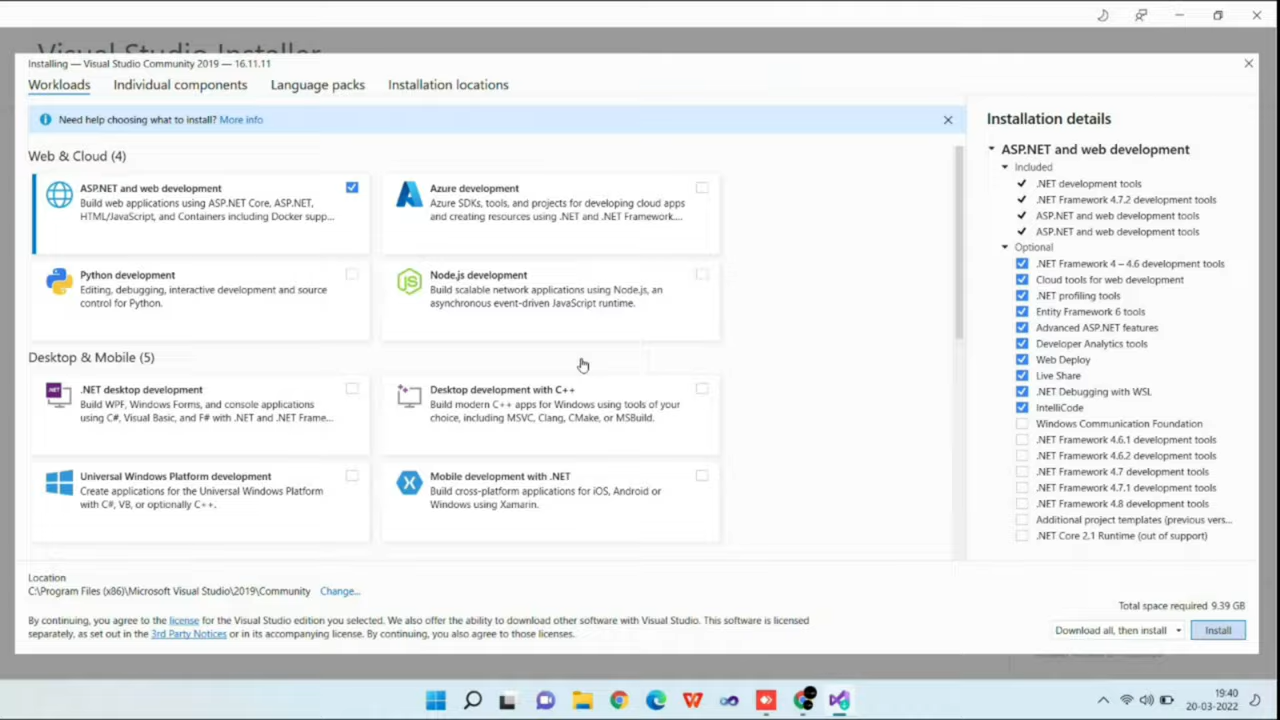 Visual Studio Installer
Installing — Visual Studio Community 2019 — 16.11.11
Workloads
Individual components
Language packs
Installation locations
Need help choosing what to install? More info
Web & Cloud (4)
ASP.NET and web development
Build web applications using ASP.NET Core, ASP.NET,
HTML/JavaScript, and Containers including Docker supp...
Azure development
Azure SDKs, tools, and projects for developing cloud apps
and creating resources using .NET and .NET Framework....
Python development
Editing, debugging, interactive development and source
control for Python.
JS
Node.js development
Build scalable network applications using Node.js, an
asynchronous event-driven JavaScript runtime.
Desktop & Mobile (5)
.NET
.NET desktop development
Build WPF, Windows Forms, and console applications
using C#, Visual Basic, and F# with .NET and .NET Frame...
Desktop development with C++
Build modern C++ apps for Windows using tools of your
choice, including MSVC, Clang, CMake, or MSBuild.
Universal Windows Platform development
Create applications for the Universal Windows Platform
with C#, VB, or optionally C++.
Mobile development with .NET
Build cross-platform applications for iOS, Android or
Windows using Xamarin.
Installation details
ASP.NET and web development
Included
.NET development tools
.NET Framework 4.7.2 development tools
ASP.NET and web development tools
ASP.NET and web development tools
Optional
.NET Framework 4 – 4.6 development tools
Cloud tools for web development
.NET profiling tools
Entity Framework 6 tools
Advanced ASP.NET features
Developer Analytics tools
Web Deploy
Live Share
.NET Debugging with WSL
IntelliCode
Windows Communication Foundation
.NET Framework 4.6.1 development tools
.NET Framework 4.6.2 development tools
.NET Framework 4.7 development tools
.NET Framework 4.7.1 development tools
.NET Framework 4.8 development tools
Additional project templates (previous vers...
.NET Core 2.1 Runtime (out of support)
Location
C:\Program Files (x86)\Microsoft Visual Studio\2019\Community Change...
By continuing, you agree to the license for the Visual Studio edition you selected. We also offer the ability to download other software with Visual Studio. This software is licensed
separately, as set out in the 3rd Party Notices or in its accompanying license. By continuing, you also agree to those licenses.
Total space required 9.39 GB
Download all, then install
Install
19:40
20-03-2022